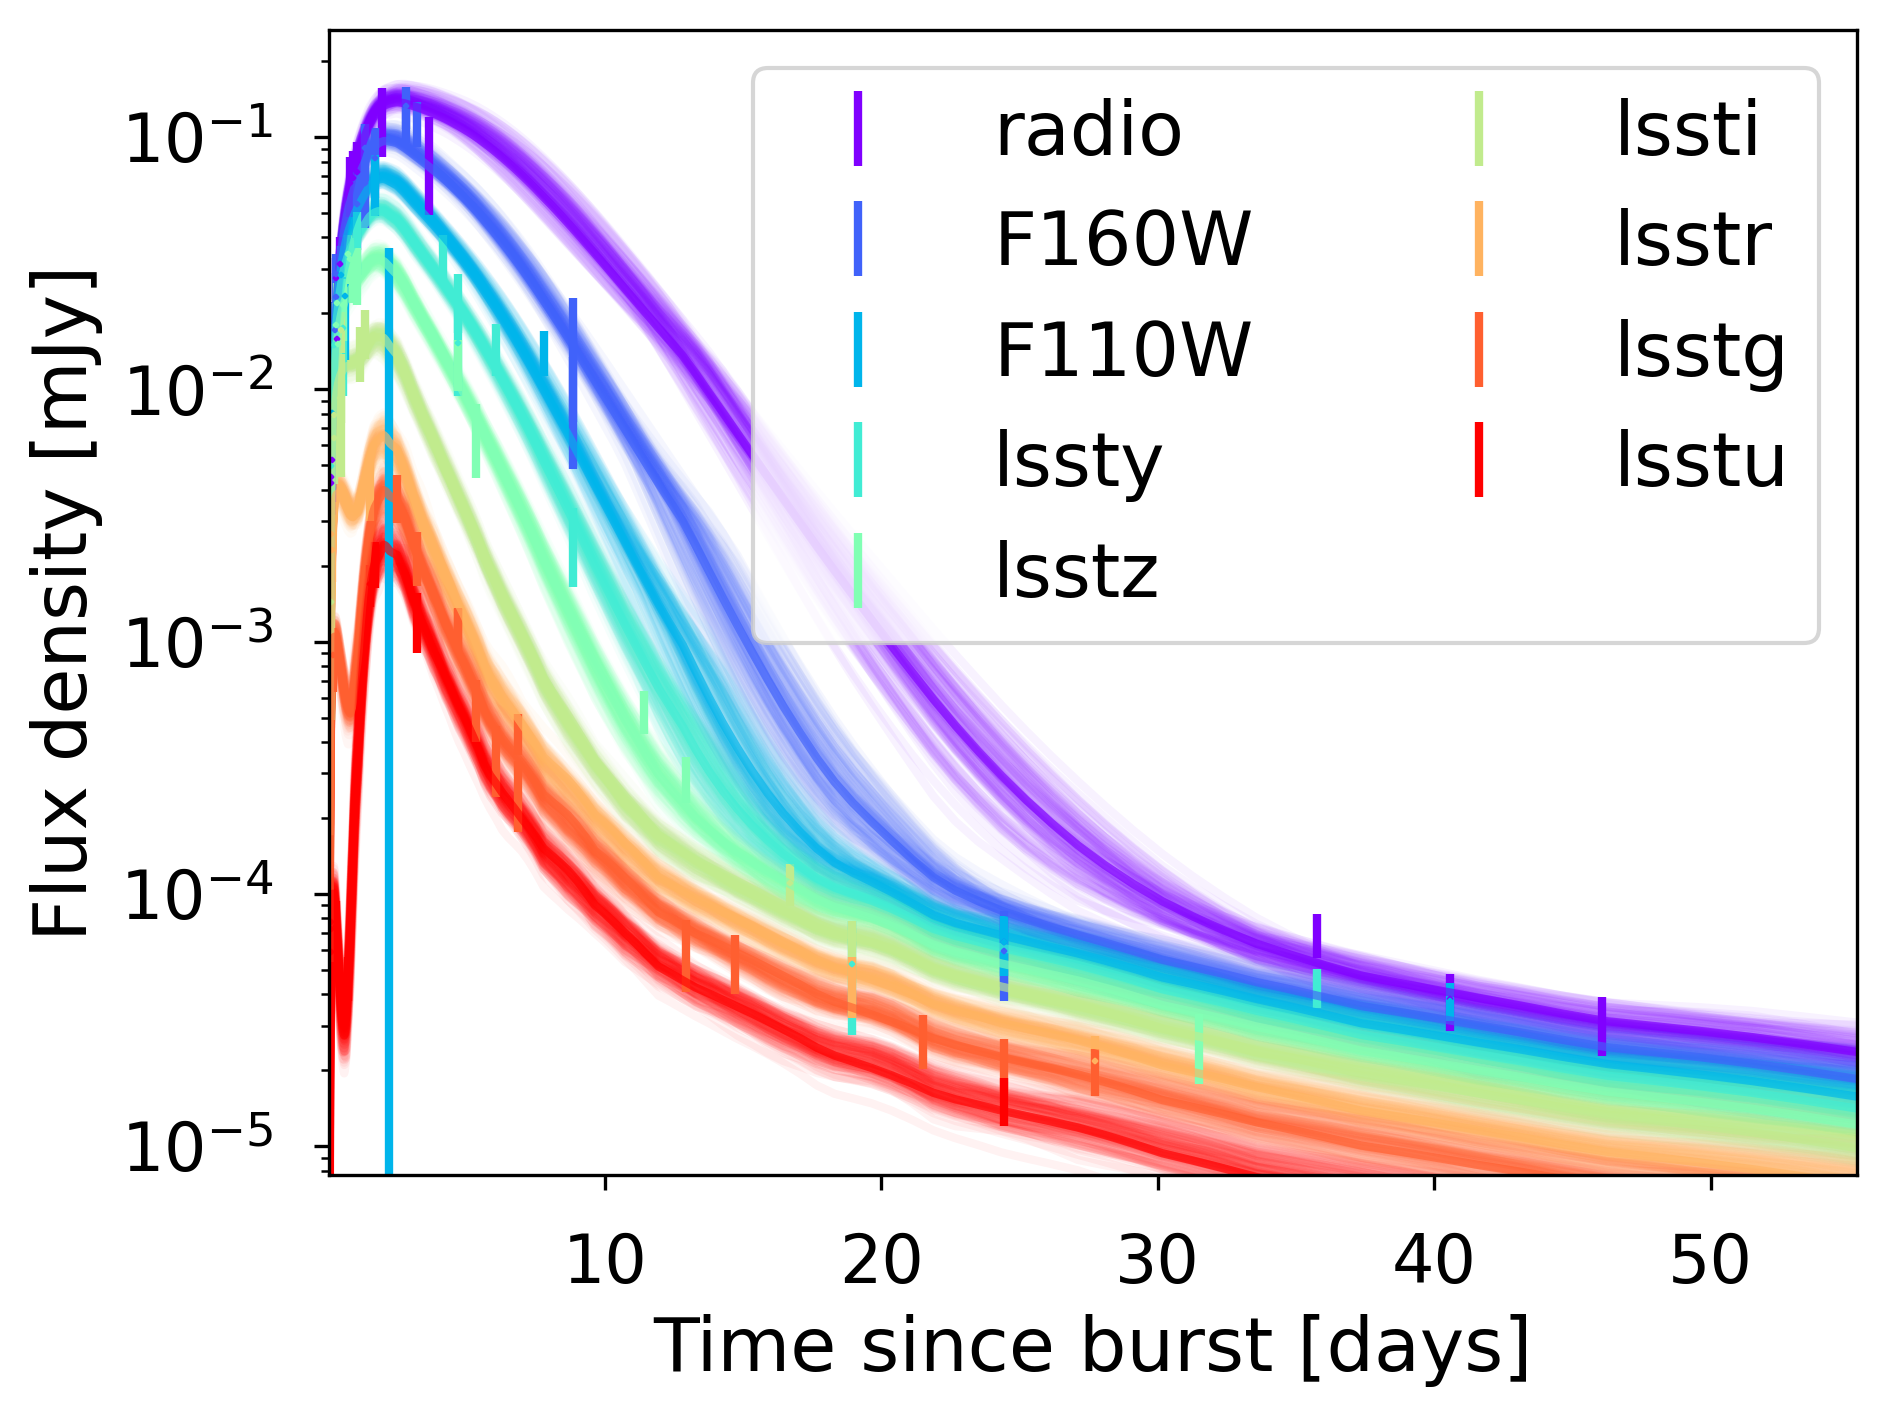 Flux density [mJy]
10⁻¹
10⁻²
10⁻³
10⁻⁴
10⁻⁵
radio
F160W
F110W
lssty
lsstz
lssti
lsstr
lsstg
lsstu
10 20 30 40 50
Time since burst [days]